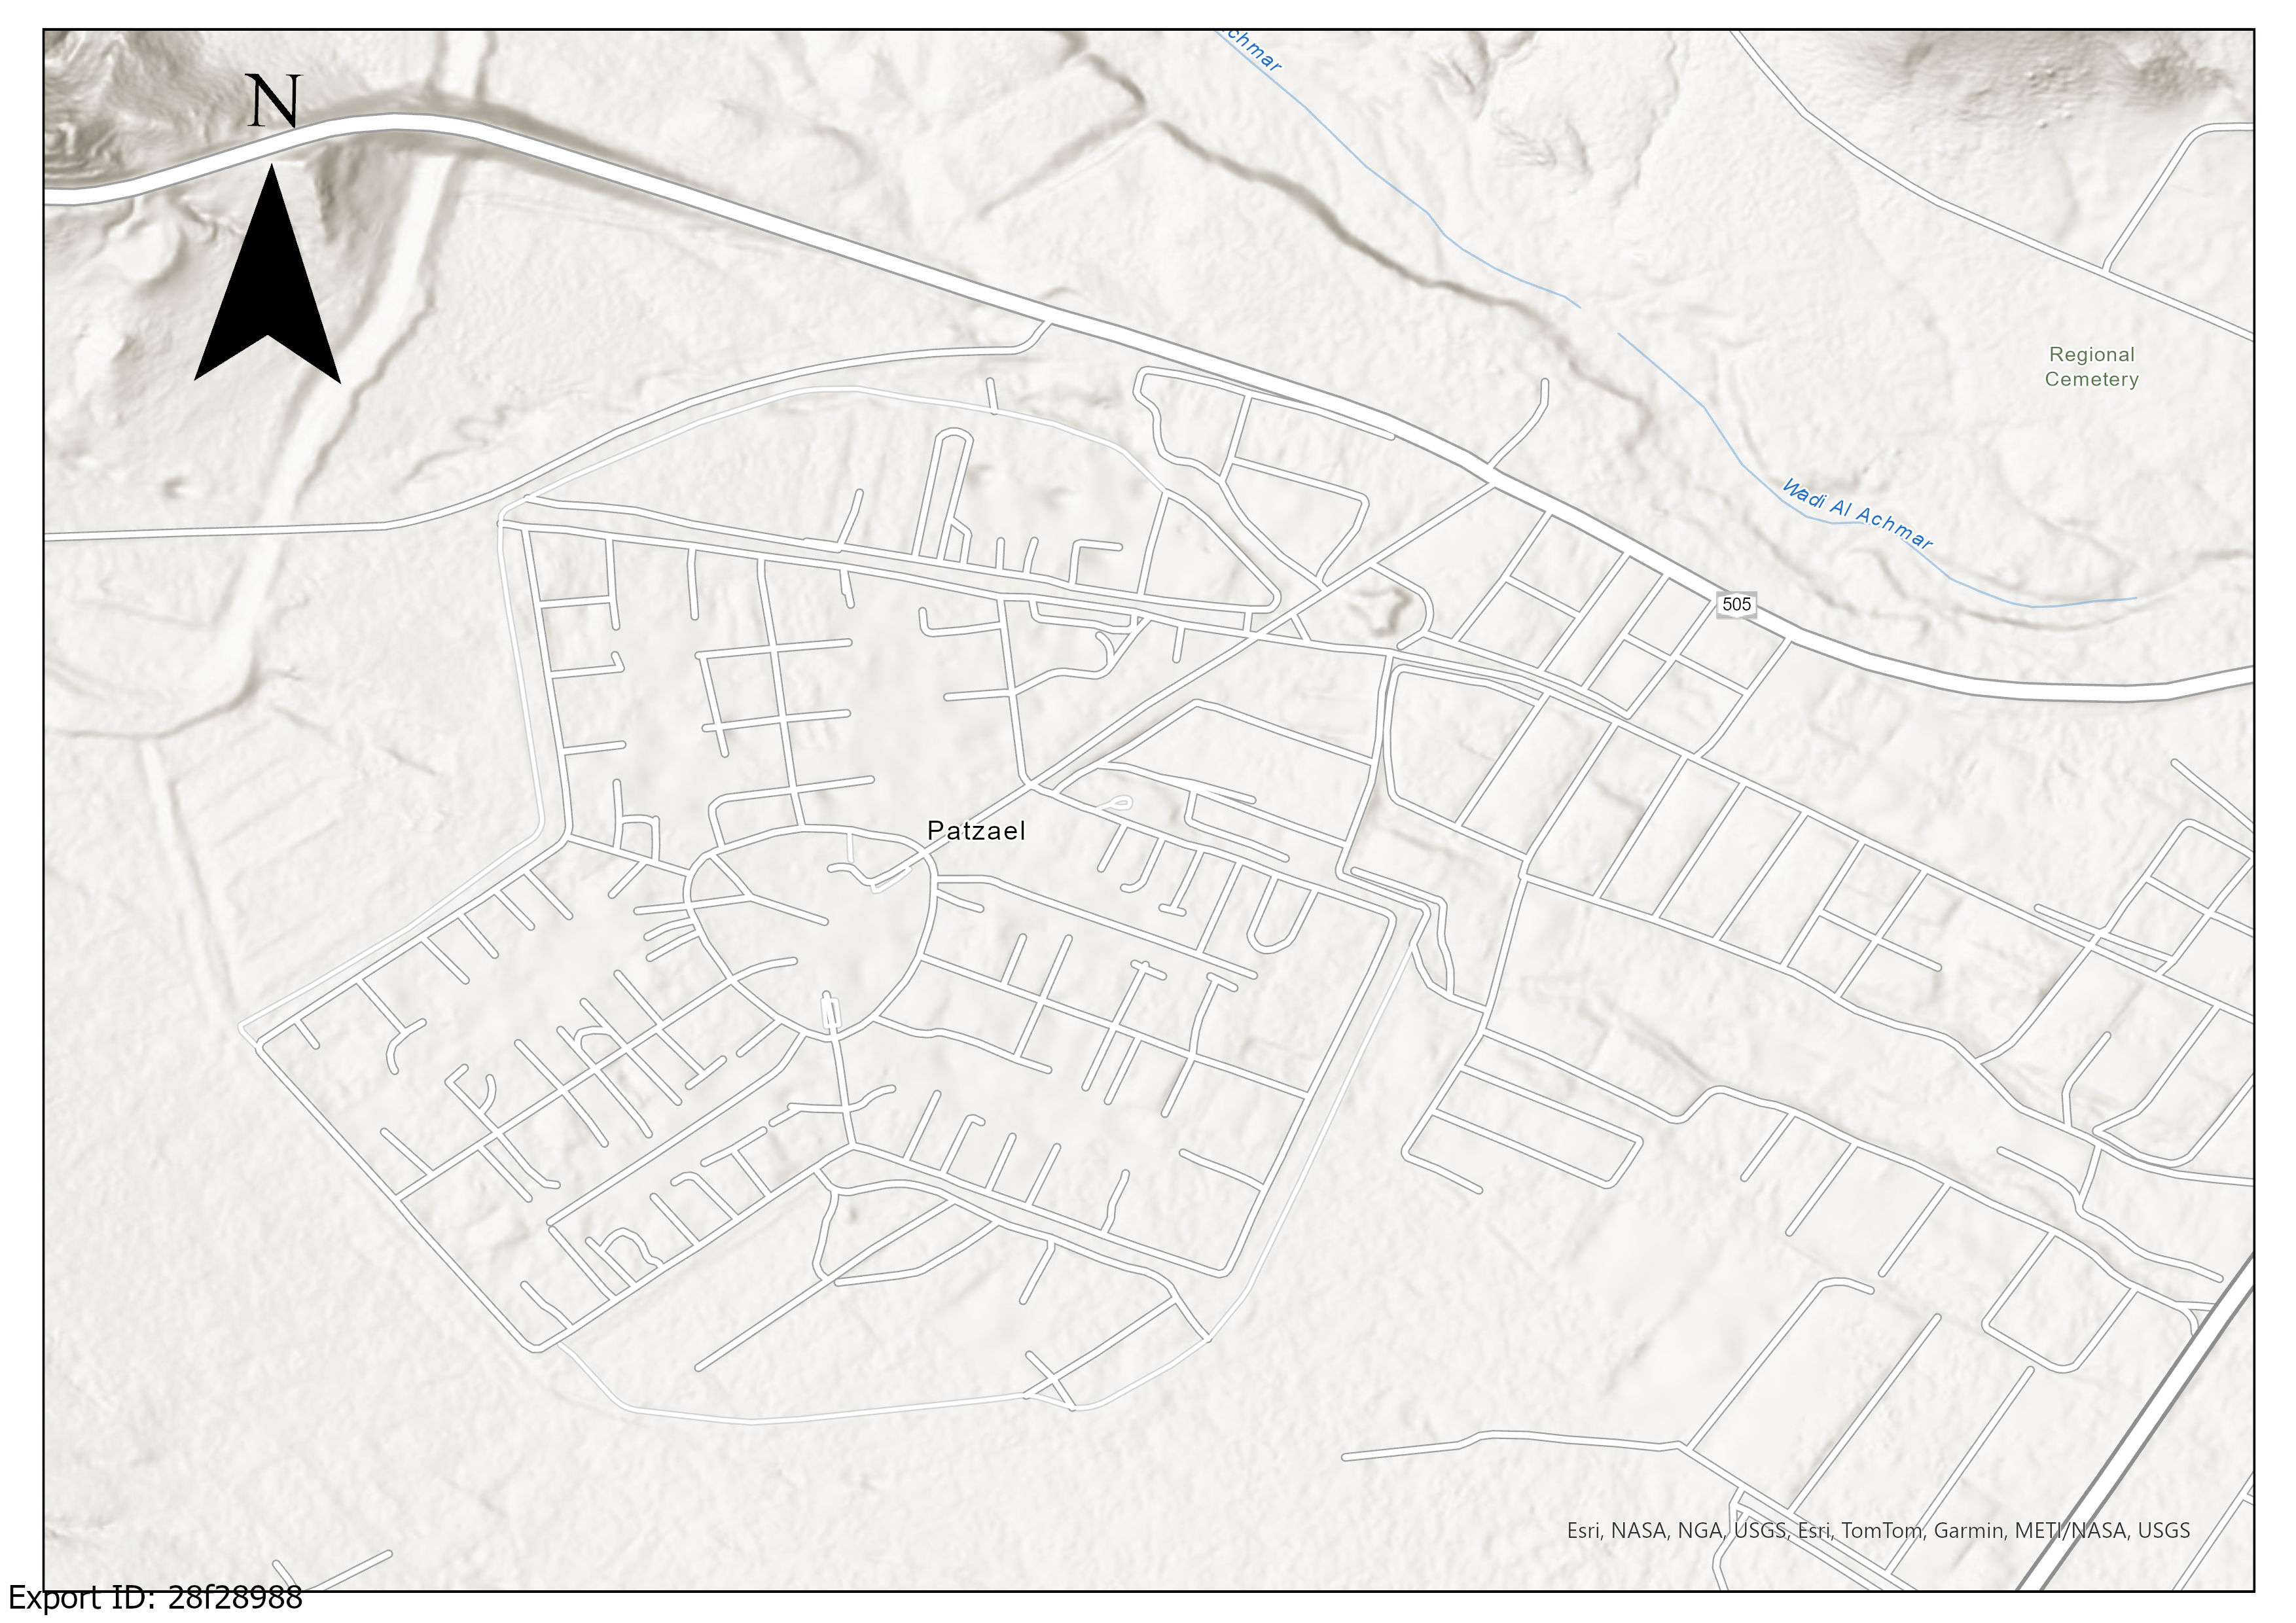 chmar
N
Regional
Cemetery
Wadi Al Achmar
505
Patzael
Esri, NASA, NGA, USGS, Esri, TomTom, Garmin, METI/NASA, USGS
Export ID: 28f28988